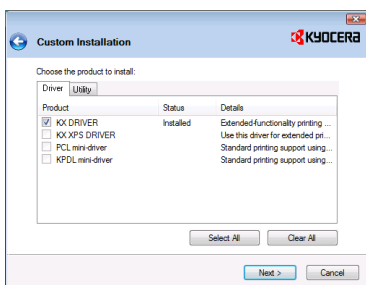 Custom Installation
KYOCERA
Choose the product to install:
Driver Utility
Product Status Details
KX DRIVER Installed Extended-functionality printing ...
KX XPS DRIVER Use this driver for extended pri...
PCL mini-driver Standard printing support using...
KPDL mini-driver Standard printing support using...
Select All Clear All
Next > Cancel